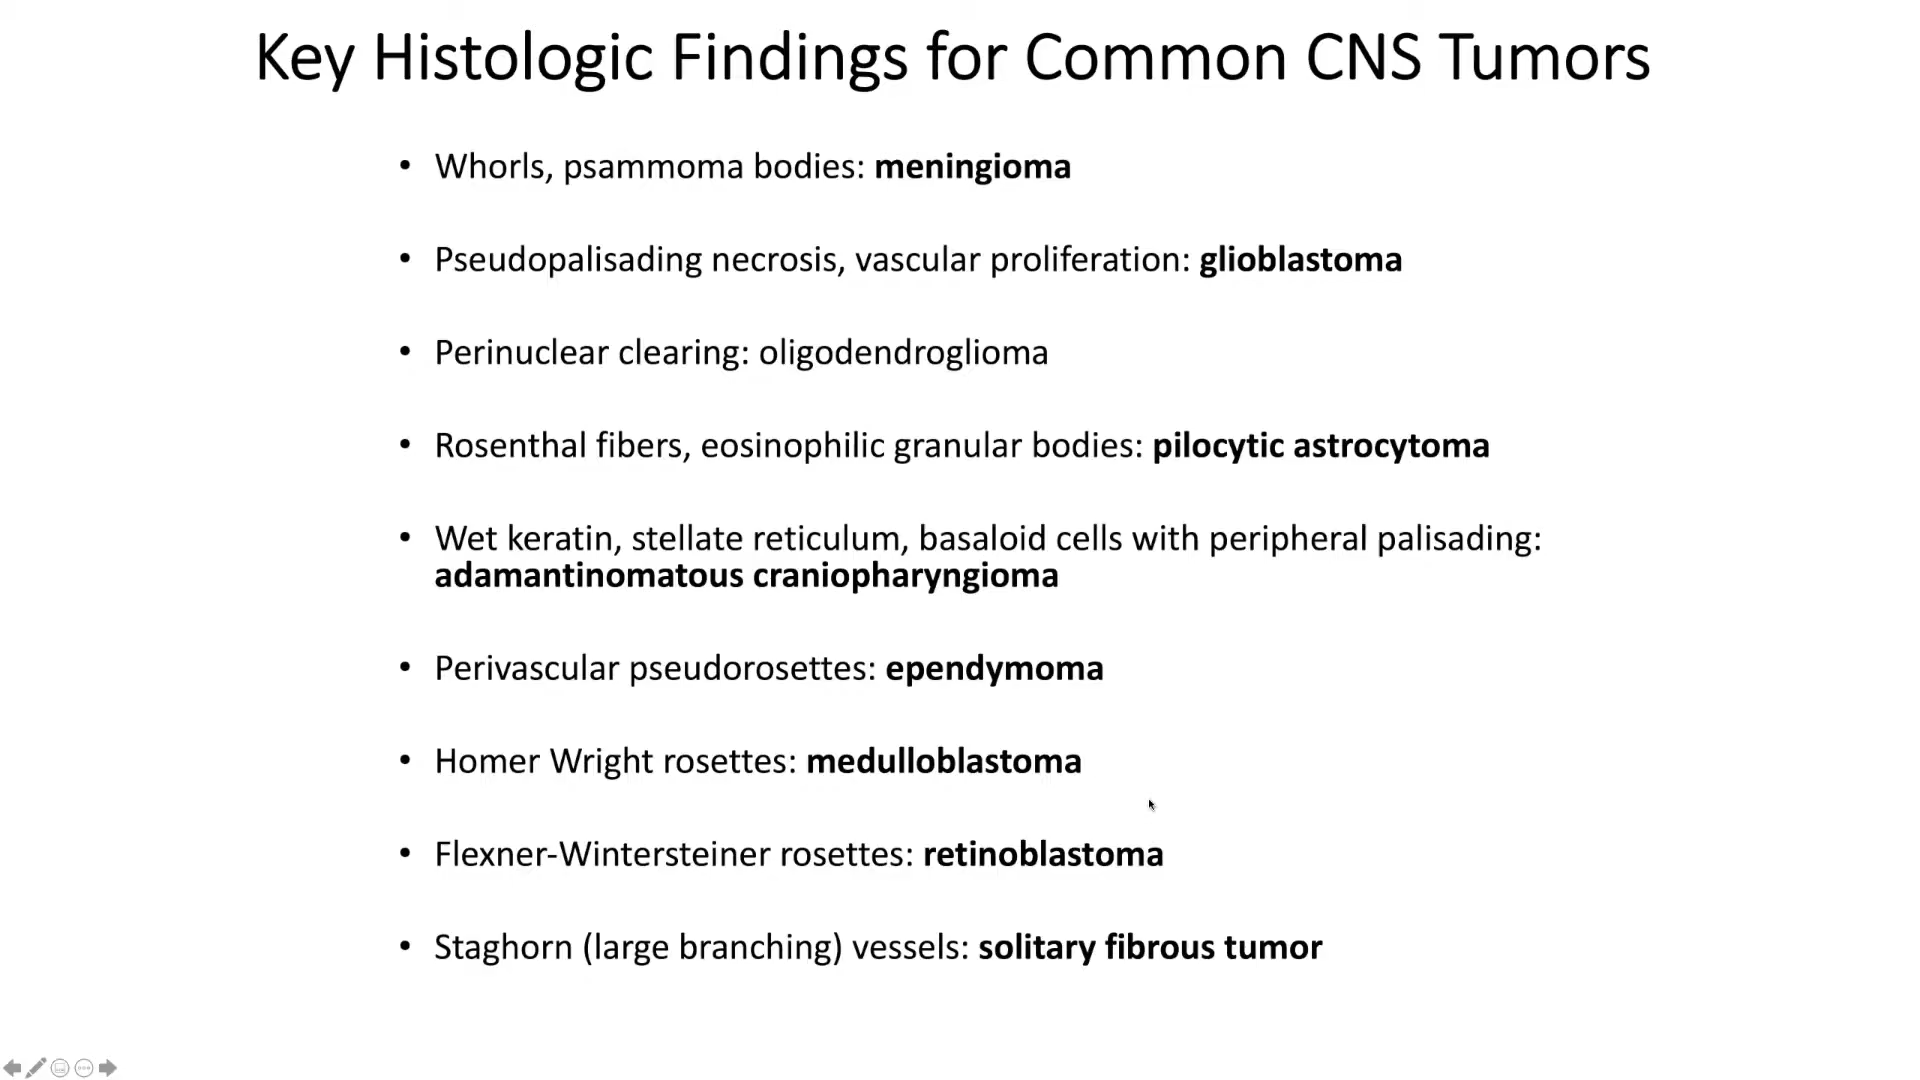 Key Histologic Findings for Common CNS Tumors
• Whorls, psammoma bodies: meningioma
• Pseudopalisading necrosis, vascular proliferation: glioblastoma
• Perinuclear clearing: oligodendroglioma
• Rosenthal fibers, eosinophilic granular bodies: pilocytic astrocytoma
• Wet keratin, stellate reticulum, basaloid cells with peripheral palisading:
adamantinomatous craniopharyngioma
• Perivascular pseudorosettes: ependymoma
• Homer Wright rosettes: medulloblastoma
• Flexner-Wintersteiner rosettes: retinoblastoma
• Staghorn (large branching) vessels: solitary fibrous tumor